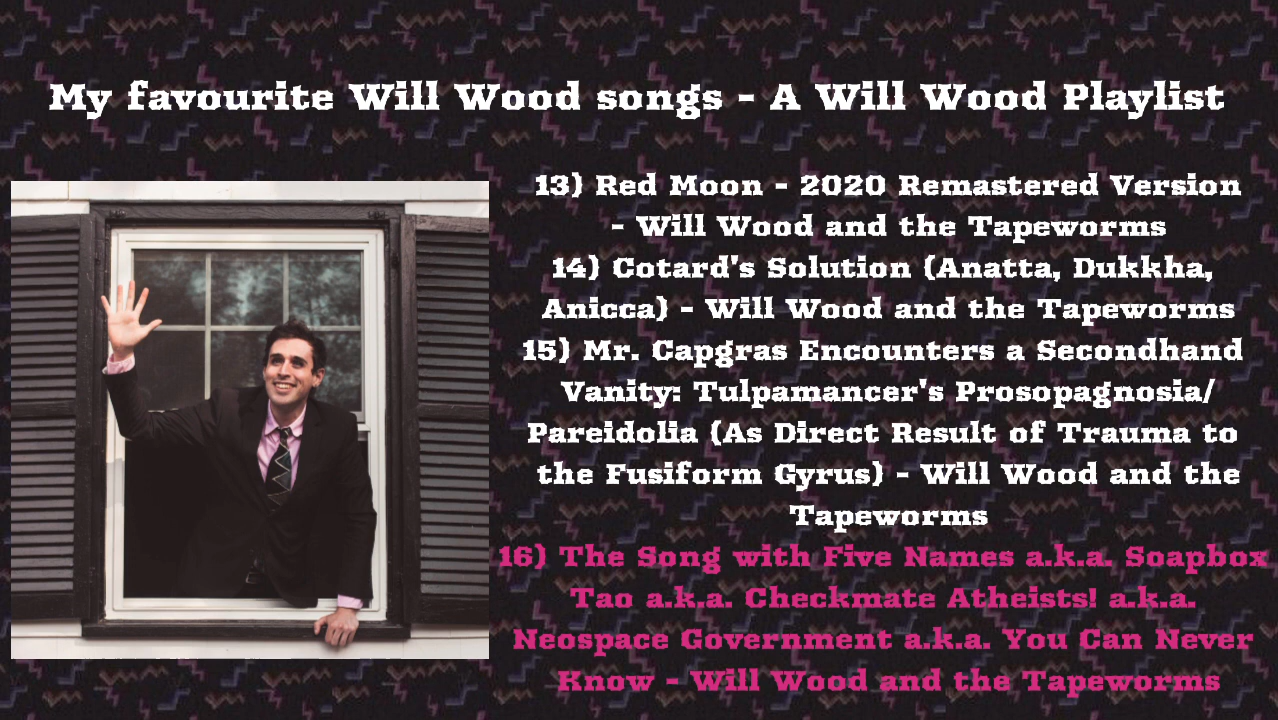 My favourite Will Wood songs - A Will Wood Playlist
13) Red Moon - 2020 Remastered Version
- Will Wood and the Tapeworms
14) Cotard's Solution (Anatta, Dukkha,
Anicca) - Will Wood and the Tapeworms
15) Mr. Capgras Encounters a Secondhand
Vanity: Tulpamancer's Prosopagnosia/
Pareidolia (As Direct Result of Trauma to
the Fusiform Gyrus) - Will Wood and the
Tapeworms
16) The Song with Five Names a.k.a. Soapbox
Tao a.k.a. Checkmate Atheists! a.k.a.
Neospace Government a.k.a. You Can Never
Know - Will Wood and the Tapeworms